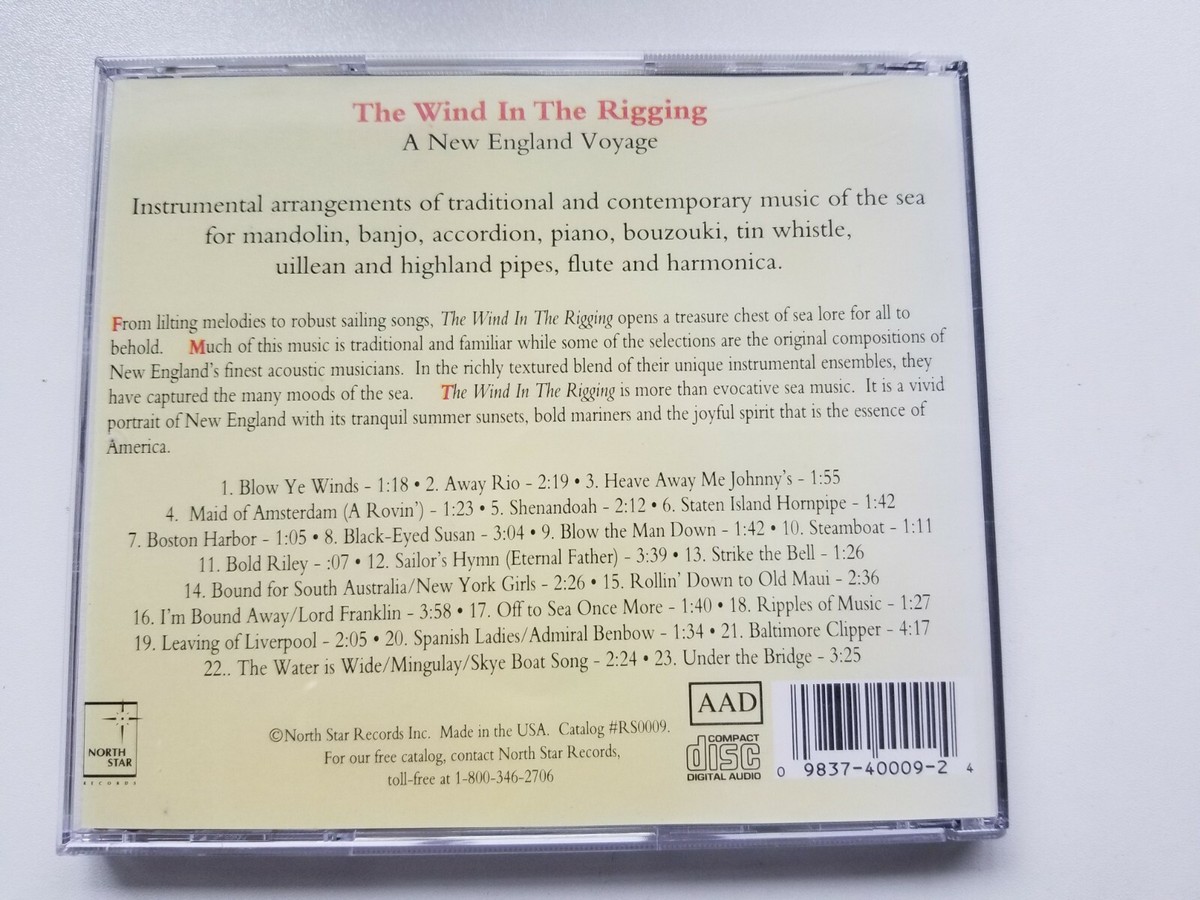 The Wind In The Rigging
A New England Voyage
Instrumental arrangements of traditional and contemporary music of the sea
for mandolin, banjo, accordion, piano, bouzouki, tin whistle,
uillean and highland pipes, flute and harmonica.
From lilting melodies to robust sailing songs, The Wind In The Rigging opens a treasure chest of sea lore for all to
behold. Much of this music is traditional and familiar while some of the selections are the original compositions of
New England's finest acoustic musicians. In the richly textured blend of their unique instrumental ensembles, they
have captured the many moods of the sea. The Wind In The Rigging is more than evocative sea music. It is a vivid
portrait of New England with its tranquil summer sunsets, bold mariners and the joyful spirit that is the essence of
America.
1. Blow Ye Winds - 1:18 • 2. Away Rio - 2:19 • 3. Heave Away Me Johnny's - 1:55
4. Maid of Amsterdam (A Rovin') - 1:23 • 5. Shenandoah - 2:12 • 6. Staten Island Hornpipe - 1:42
7. Boston Harbor - 1:05 • 8. Black-Eyed Susan - 3:04 • 9. Blow the Man Down - 1:42 • 10. Steamboat - 1:11
11. Bold Riley - :07 • 12. Sailor's Hymn (Eternal Father) - 3:39 • 13. Strike the Bell - 1:26
14. Bound for South Australia/New York Girls - 2:26 • 15. Rollin' Down to Old Maui - 2:36
16. I'm Bound Away/Lord Franklin - 3:58 • 17. Off to Sea Once More - 1:40 • 18. Ripples of Music - 1:27
19. Leaving of Liverpool - 2:05 • 20. Spanish Ladies/Admiral Benbow - 1:34 • 21. Baltimore Clipper - 4:17
22.. The Water is Wide/Mingulay/Skye Boat Song - 2:24 • 23. Under the Bridge - 3:25
NORTH
STAR
RECORDS
©North Star Records Inc. Made in the USA. Catalog #RS0009.
For our free catalog, contact North Star Records,
toll-free at 1-800-346-2706
AAD
COMPACT
disc
DIGITAL AUDIO
0 9837-40009-2 4